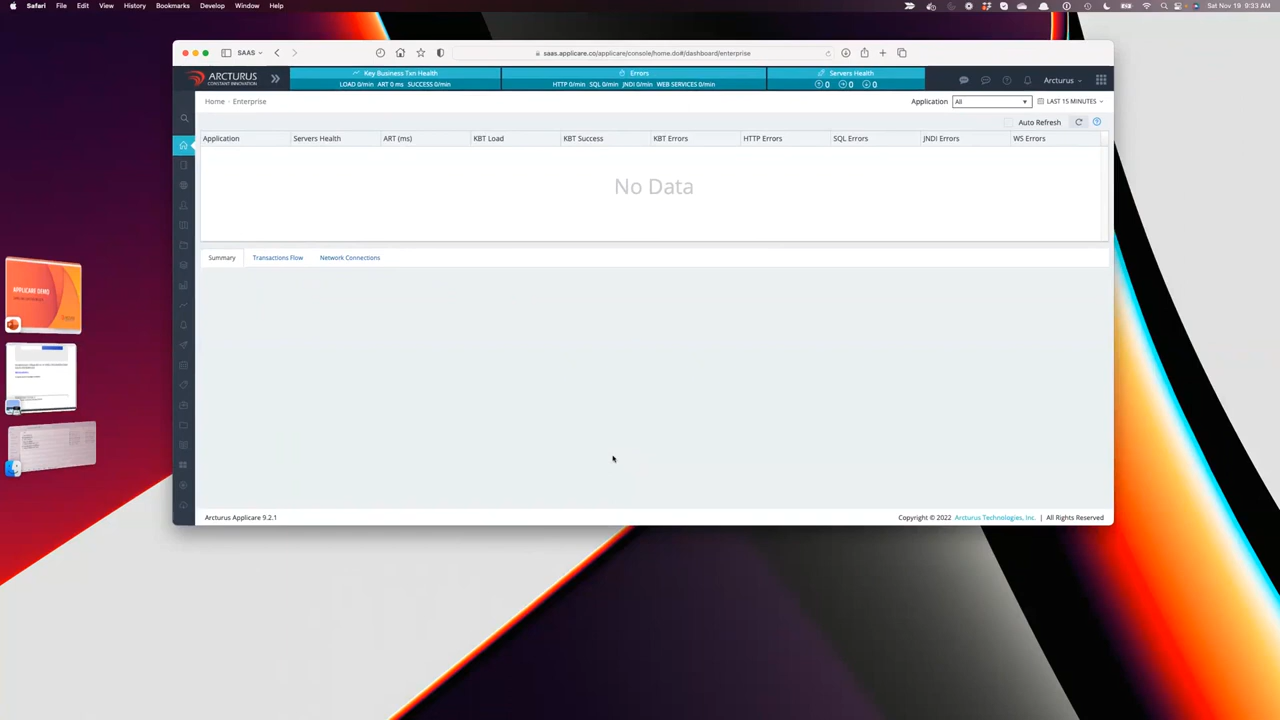 Safari File Edit View History Bookmarks Develop Window Help
Sat Nov 19 9:33 AM
SAAS
saas.applicare.co/applicare/console/home.do#/dashboard/enterprise
ARCTURUS
CONSTANT INNOVATION
Key Business Txn Health
LOAD 0/min ART 0 ms SUCCESS 0/min
Errors
HTTP 0/min SQL 0/min JNDI 0/min WEB SERVICES 0/min
Servers Health
0 0 0
Arcturus
Home - Enterprise
Application All LAST 15 MINUTES
Auto Refresh
Application Servers Health ART (ms) KBT Load KBT Success KBT Errors HTTP Errors SQL Errors JNDI Errors WS Errors
No Data
Summary Transactions Flow Network Connections
APPLICARE DEMO
Arcturus Applicare 9.2.1
Copyright © 2022 Arcturus Technologies, Inc. | All Rights Reserved